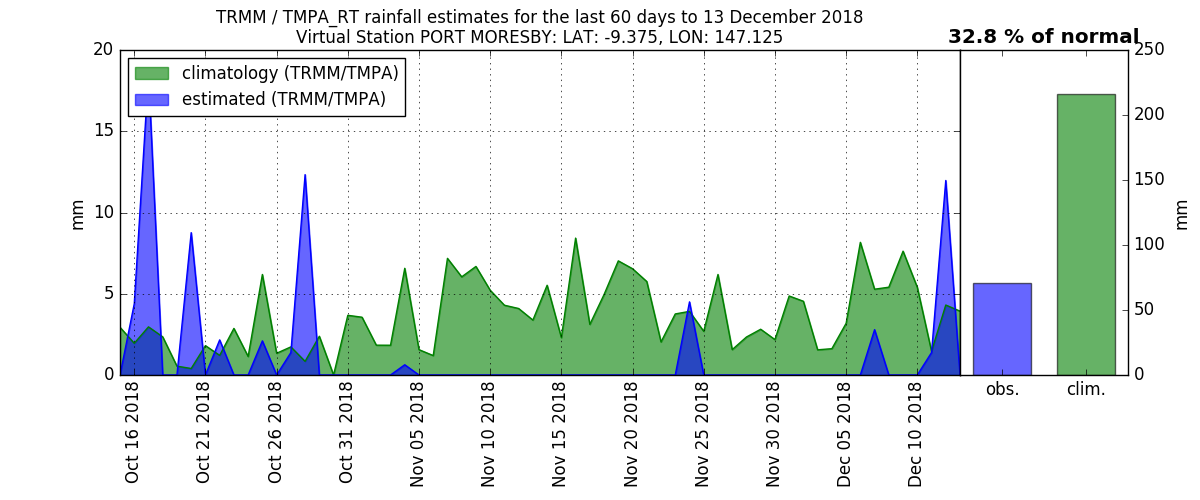 TRMM / TMPA_RT rainfall estimates for the last 60 days to 13 December 2018
Virtual Station PORT MORESBY: LAT: -9.375, LON: 147.125
32.8 % of normal
climatology (TRMM/TMPA)
estimated (TRMM/TMPA)
mm
20
15
10
5
0
Oct 16 2018
Oct 21 2018
Oct 26 2018
Oct 31 2018
Nov 05 2018
Nov 10 2018
Nov 15 2018
Nov 20 2018
Nov 25 2018
Nov 30 2018
Dec 05 2018
Dec 10 2018
obs.
clim.
250
200
150
100
50
0
mm